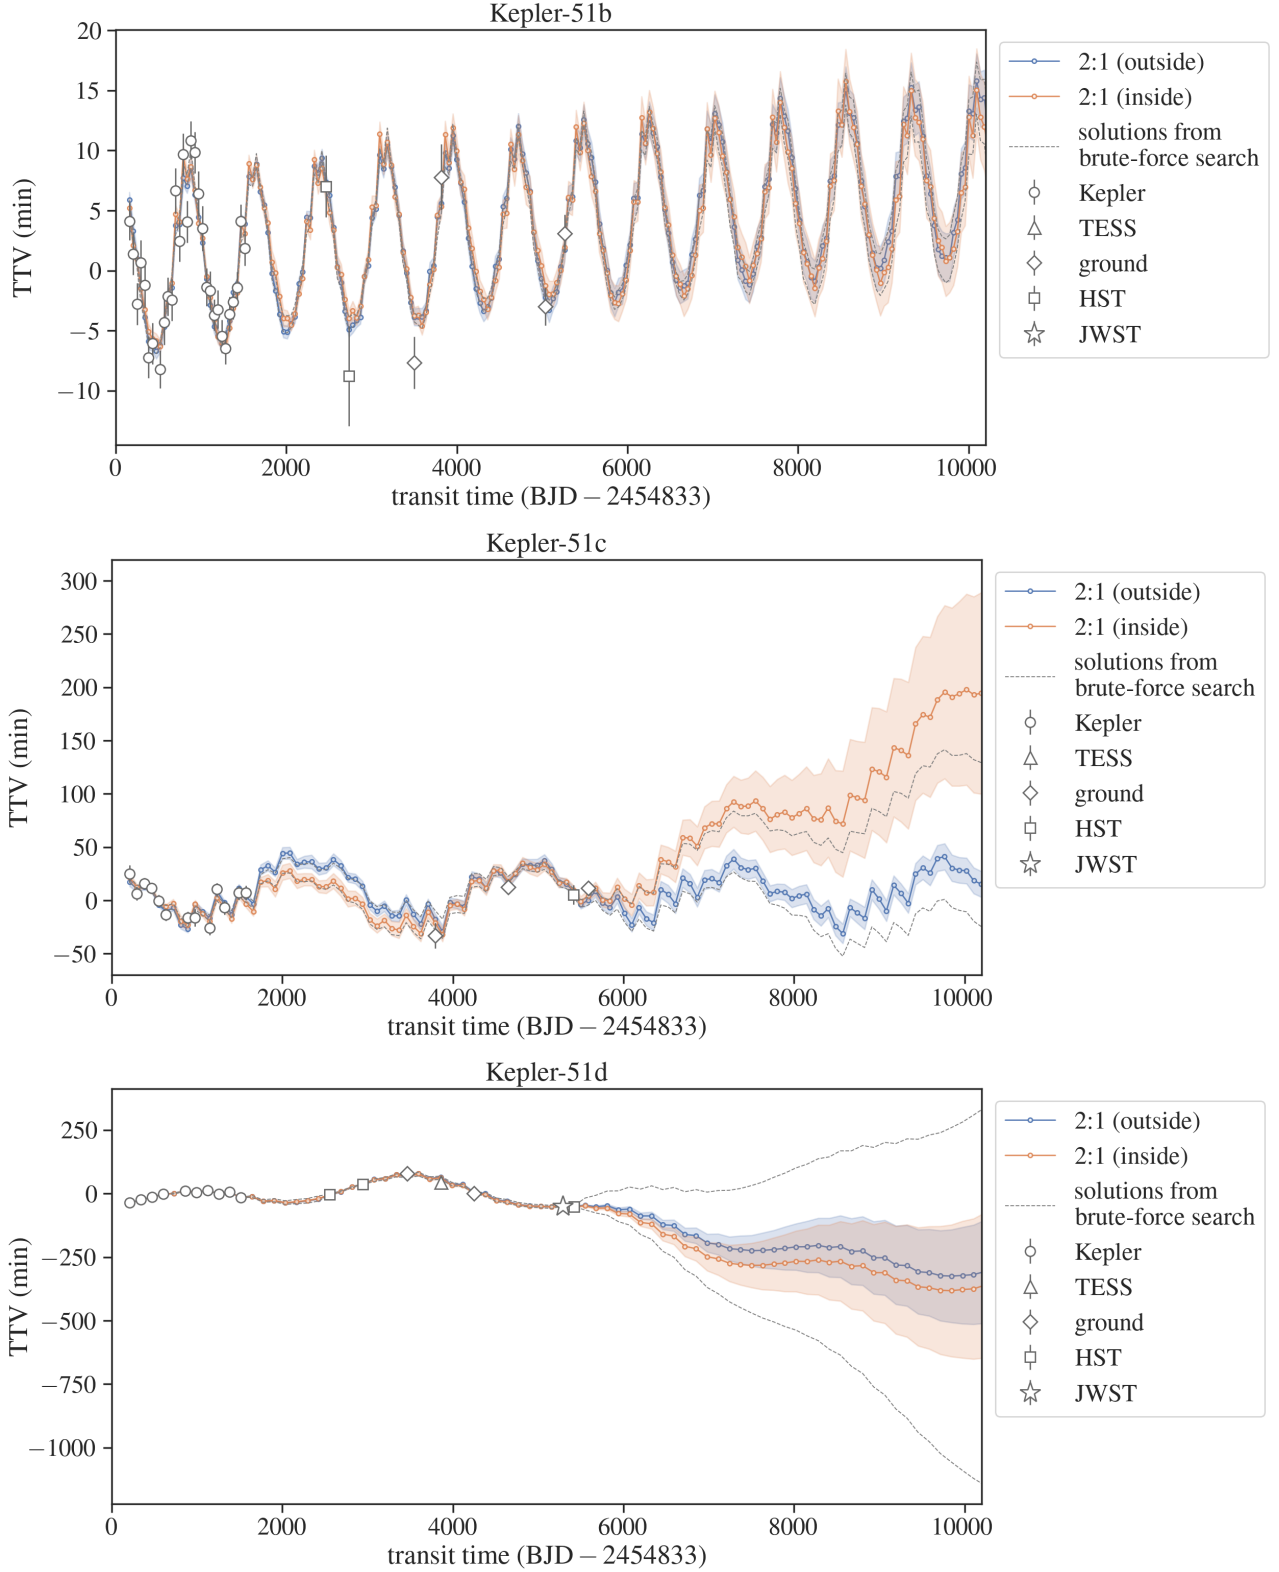 Kepler-51b
20
15
10
5
0
−5
−10
TTV (min)
0 2000 4000 6000 8000 10000
transit time (BJD − 2454833)
2:1 (outside)
2:1 (inside)
solutions from
brute-force search
Kepler
TESS
ground
HST
JWST
Kepler-51c
300
250
200
150
100
50
0
−50
TTV (min)
0 2000 4000 6000 8000 10000
transit time (BJD − 2454833)
2:1 (outside)
2:1 (inside)
solutions from
brute-force search
Kepler
TESS
ground
HST
JWST
Kepler-51d
250
0
−250
−500
−750
−1000
TTV (min)
0 2000 4000 6000 8000 10000
transit time (BJD − 2454833)
2:1 (outside)
2:1 (inside)
solutions from
brute-force search
Kepler
TESS
ground
HST
JWST